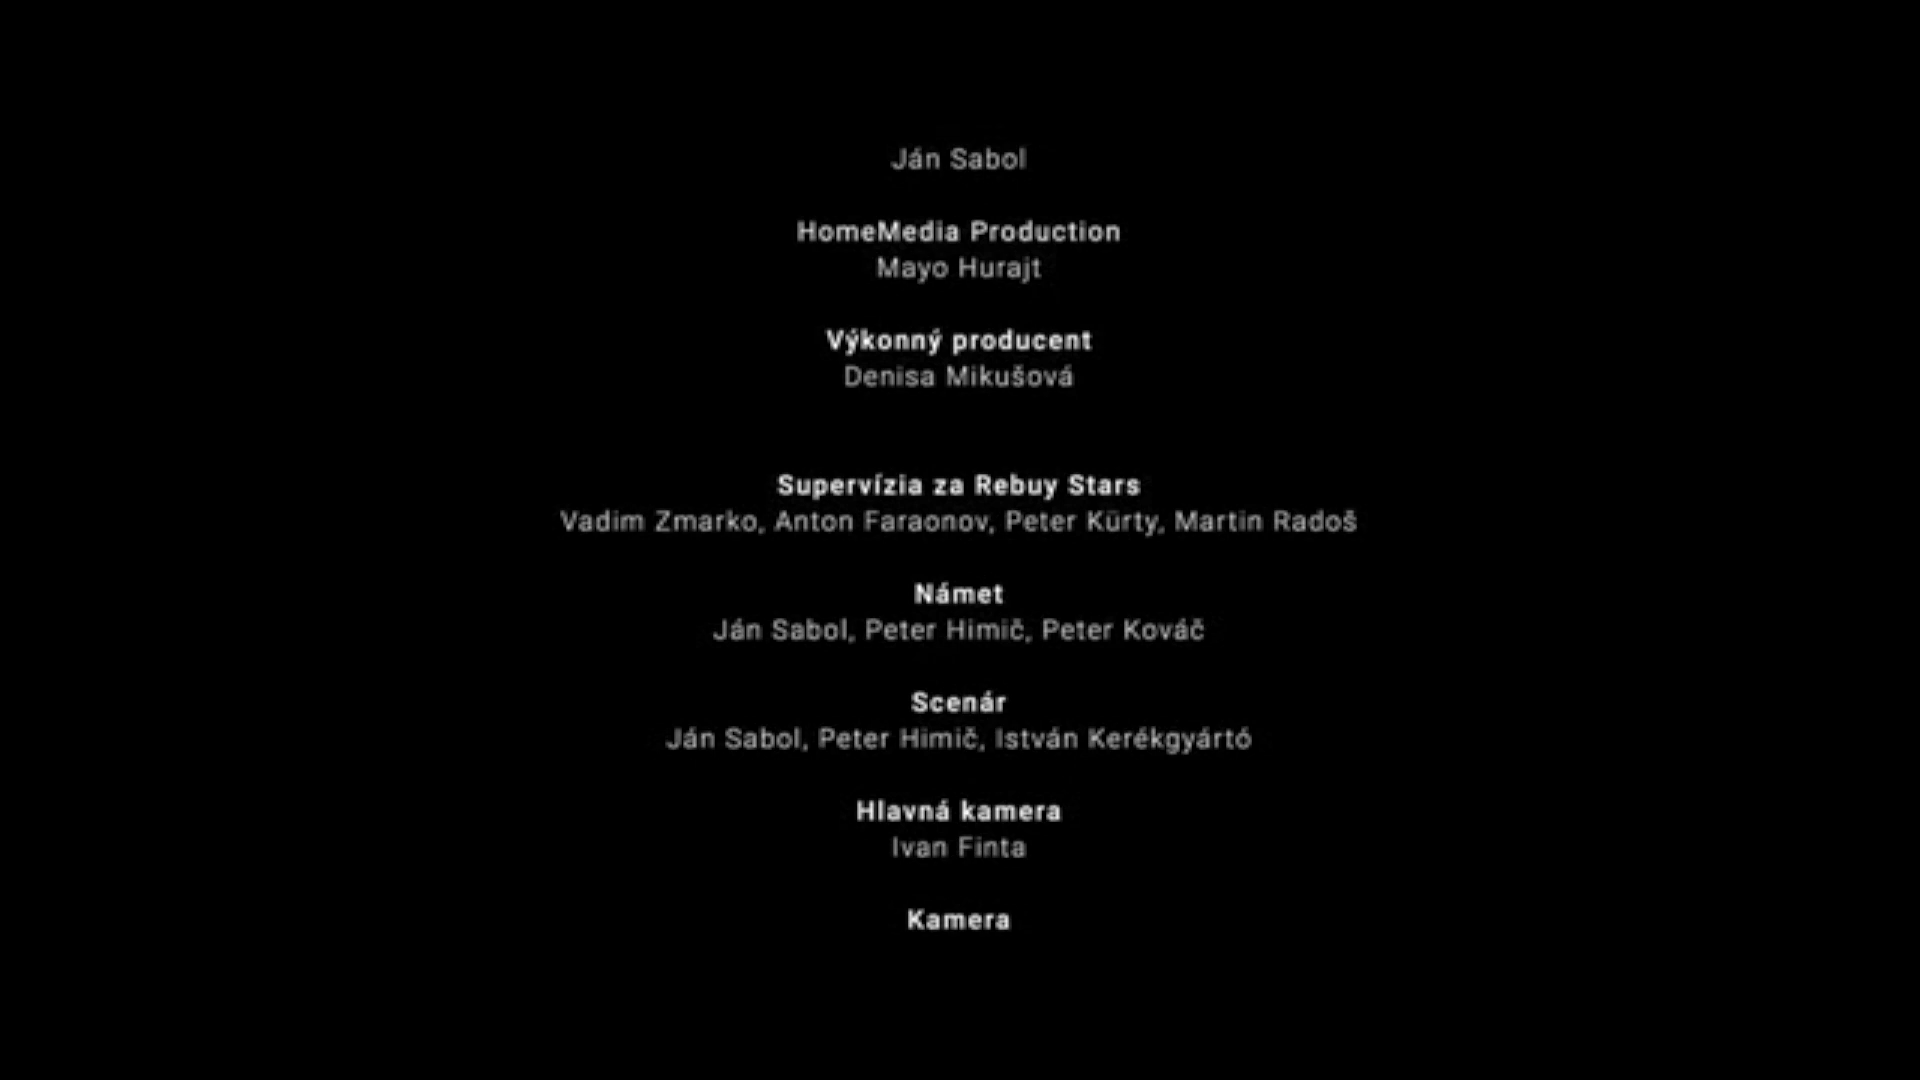 Ján Sabol
HomeMedia Production
Mayo Hurajt
Výkonný producent
Denisa Mikušová
Supervízia za Rebuy Stars
Vadim Zmarko, Anton Faraonov, Peter Kürty, Martin Radoš
Námet
Ján Sabol, Peter Himič, Peter Kováč
Scenár
Ján Sabol, Peter Himič, István Kerékgyártó
Hlavná kamera
Ivan Finta
Kamera